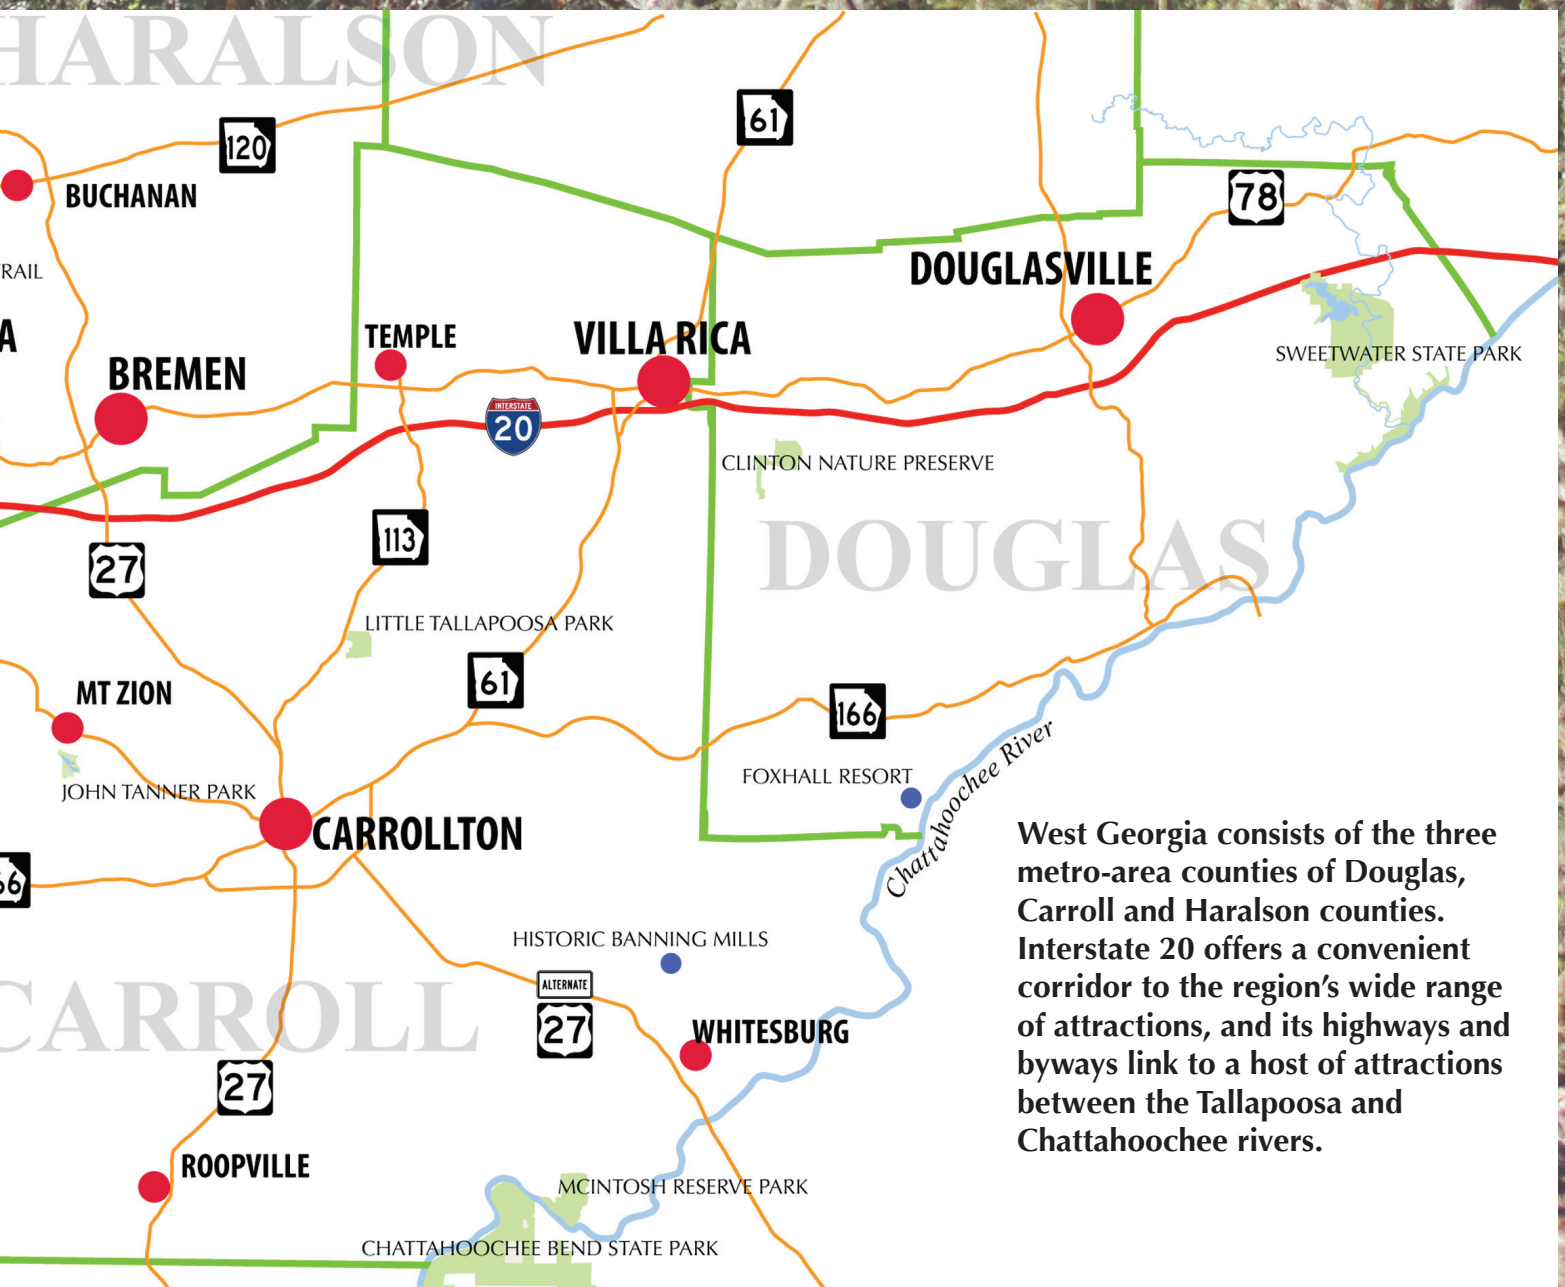 HARALSON
61
120
BUCHANAN
78
RAIL
DOUGLASVILLE
A
TEMPLE
VILLA RICA
SWEETWATER STATE PARK
BREMEN
INTERSTATE
20
CLINTON NATURE PRESERVE
113
DOUGLAS
27
LITTLE TALLAPOOSA PARK
61
MT ZION
166
Chattahoochee River
FOXHALL RESORT
JOHN TANNER PARK
CARROLLTON
66
West Georgia consists of the three
metro-area counties of Douglas,
Carroll and Haralson counties.
Interstate 20 offers a convenient
corridor to the region's wide range
of attractions, and its highways and
byways link to a host of attractions
between the Tallapoosa and
Chattahoochee rivers.
HISTORIC BANNING MILLS
ALTERNATE
27
CARROLL
WHITESBURG
27
ROOPVILLE
MCINTOSH RESERVE PARK
CHATTAHOOCHEE BEND STATE PARK